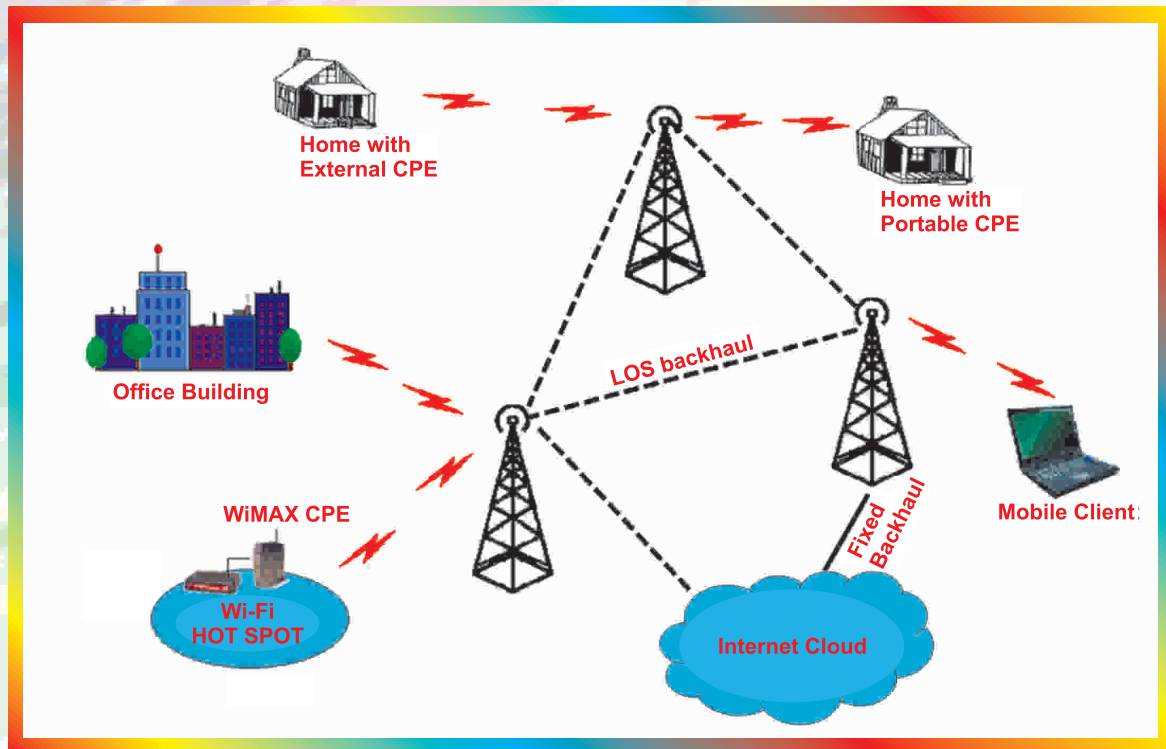 Home with
External CPE
Home with
Portable CPE
LOS backhaul
Office Building
WiMAX CPE
Wi-Fi
HOT SPOT
Fixed
Backhaul
Mobile Client
Internet Cloud